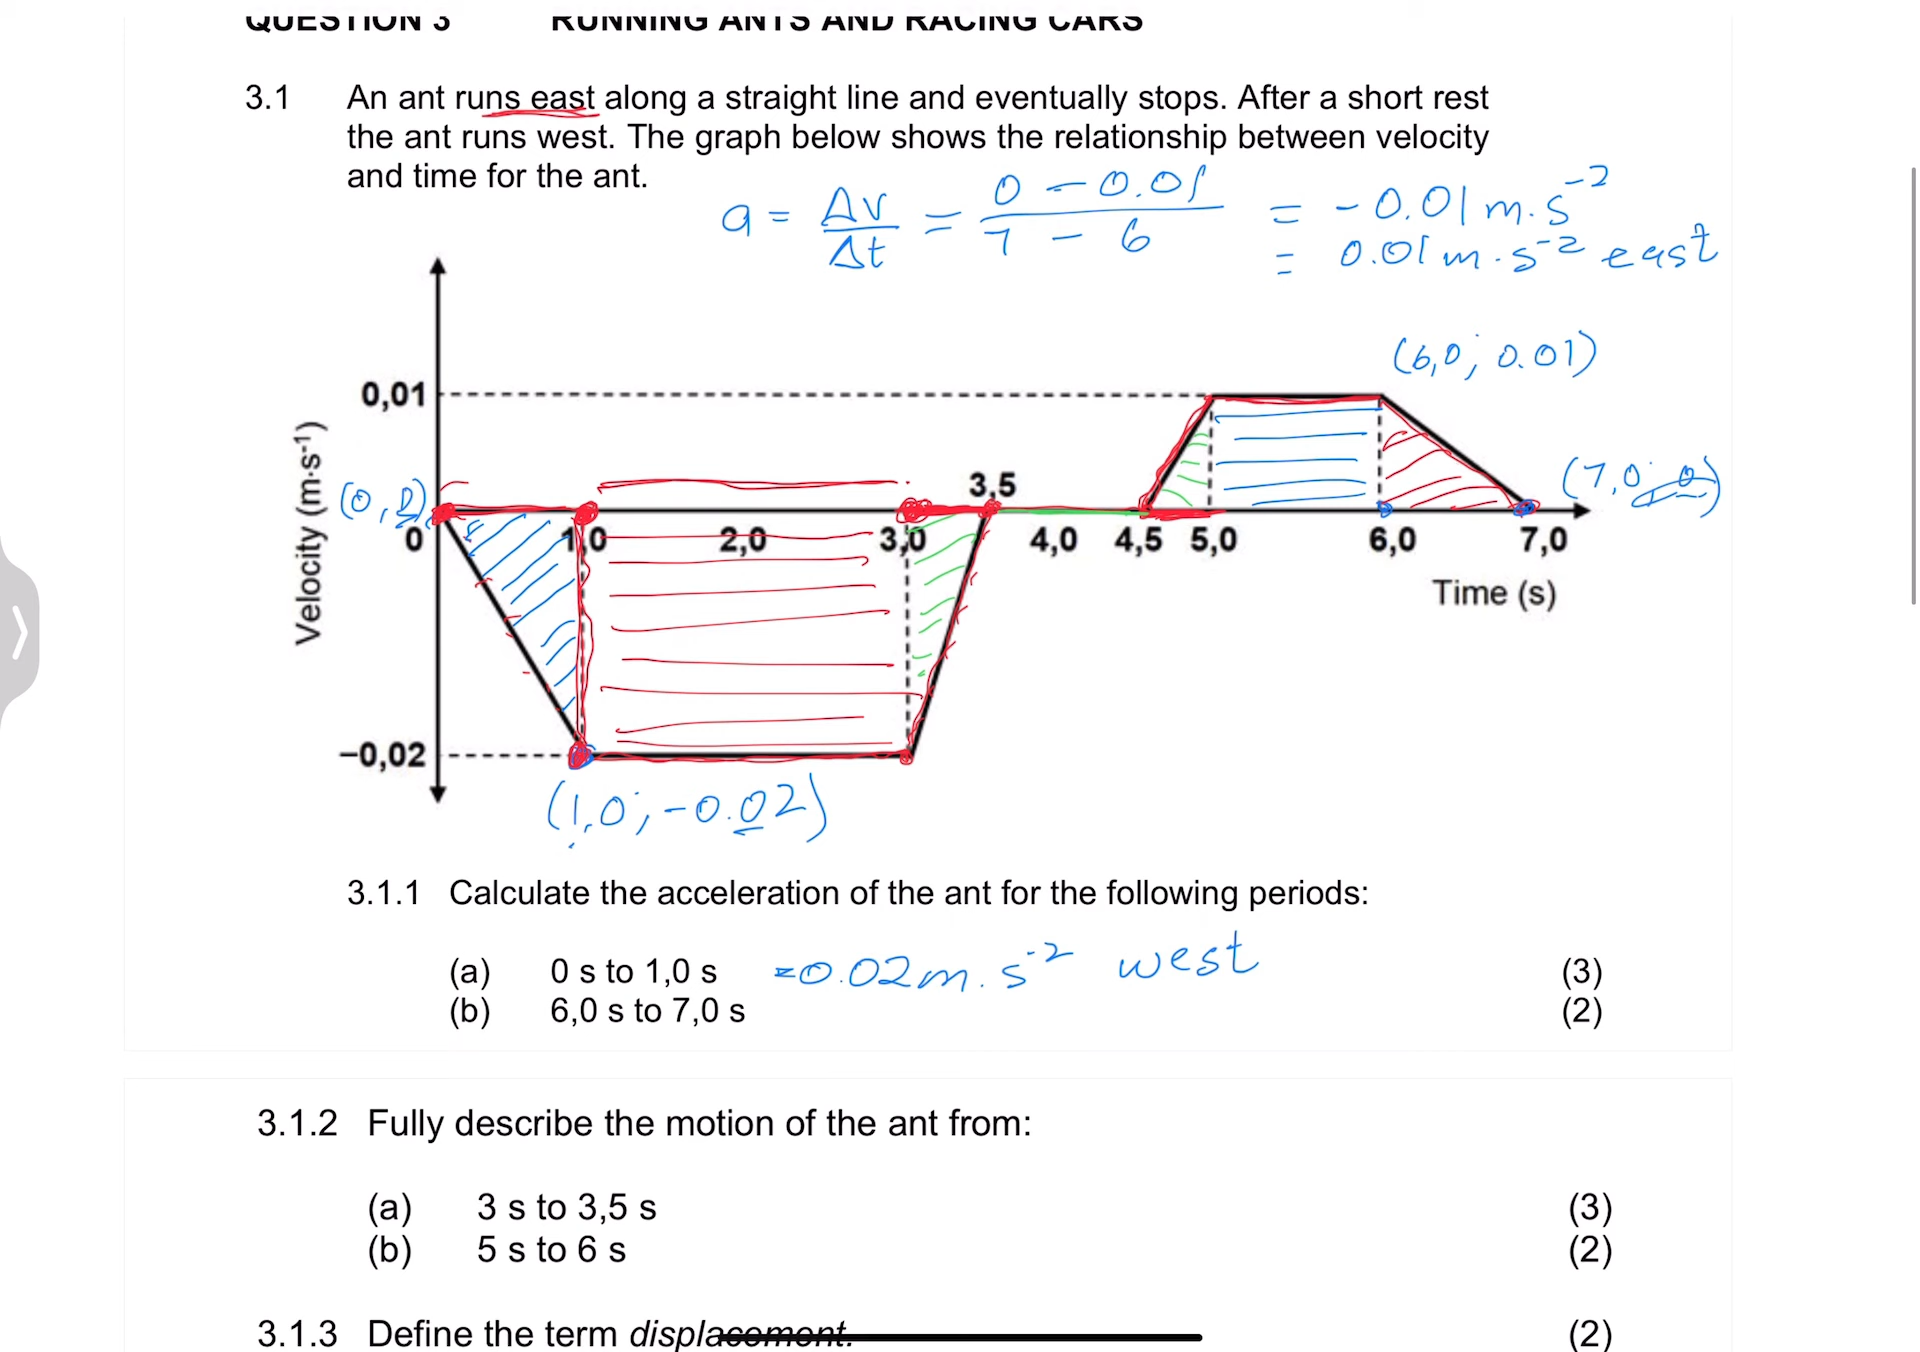 QUESTION 3 RUNNING ANTS AND RACING CARS
3.1 An ant runs east along a straight line and eventually stops. After a short rest
the ant runs west. The graph below shows the relationship between velocity
and time for the ant.
a = Δv/Δt = (0 - 0.01)/(7 - 6) = -0.01 m.s⁻²
= 0.01 m.s⁻² east
(6,0; 0.01)
0,01
Velocity (m·s⁻¹)
(0,0)
3,5
(7,0; 0)
0 1,0 2,0 3,0 4,0 4,5 5,0 6,0 7,0
Time (s)
−0,02
(1,0; -0.02)
3.1.1 Calculate the acceleration of the ant for the following periods:
(a) 0 s to 1,0 s =0.02 m.s⁻² west (3)
(b) 6,0 s to 7,0 s (2)
3.1.2 Fully describe the motion of the ant from:
(a) 3 s to 3,5 s (3)
(b) 5 s to 6 s (2)
3.1.3 Define the term displacement. (2)